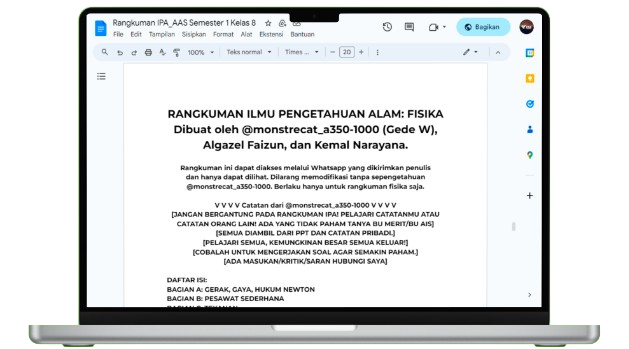 Rangkuman IPA_AAS Semester 1 Kelas 8
File Edit Tampilan Sisipkan Format Alat Ekstensi Bantuan
Bagikan
100% Teks normal Times ... - 20 +
RANGKUMAN ILMU PENGETAHUAN ALAM: FISIKA
Dibuat oleh @monstrecat_a350-1000 (Gede W),
Algazel Faizun, dan Kemal Narayana.
Rangkuman ini dapat diakses melalui Whatsapp yang dikirimkan penulis
dan hanya dapat dilihat. Dilarang memodifikasi tanpa sepengetahuan
@monstrecat_a350-1000. Berlaku hanya untuk rangkuman fisika saja.
V V V V Catatan dari @monstrecat_a350-1000 V V V V
[JANGAN BERGANTUNG PADA RANGKUMAN IPA! PELAJARI CATATANMU ATAU
CATATAN ORANG LAIN! ADA YANG TIDAK PAHAM TANYA BU MERIT/BU AIS]
[SEMUA DIAMBIL DARI PPT DAN CATATAN PRIBADI.]
[PELAJARI SEMUA, KEMUNGKINAN BESAR SEMUA KELUAR!]
[COBALAH UNTUK MENGERJAKAN SOAL AGAR SEMAKIN PAHAM.]
[ADA MASUKAN/KRITIK/SARAN HUBUNGI SAYA]
DAFTAR ISI:
BAGIAN A: GERAK, GAYA, HUKUM NEWTON
BAGIAN B: PESAWAT SEDERHANA